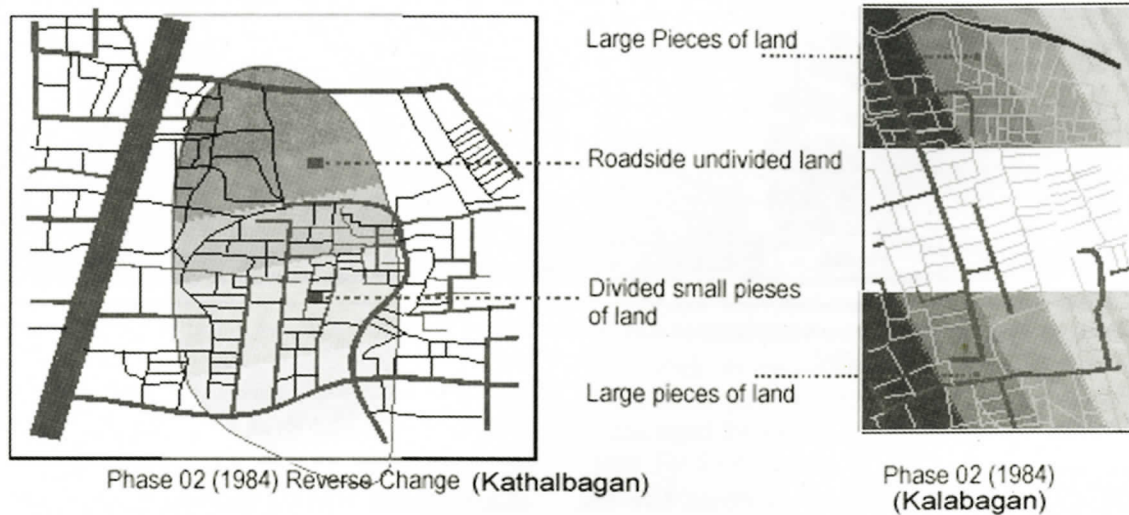 Large Pieces of land
Roadside undivided land
Divided small pieses
of land
Large pieces of land
Phase 02 (1984) Reverse Change (Kathalbagan)
Phase 02 (1984)
(Kalabagan)